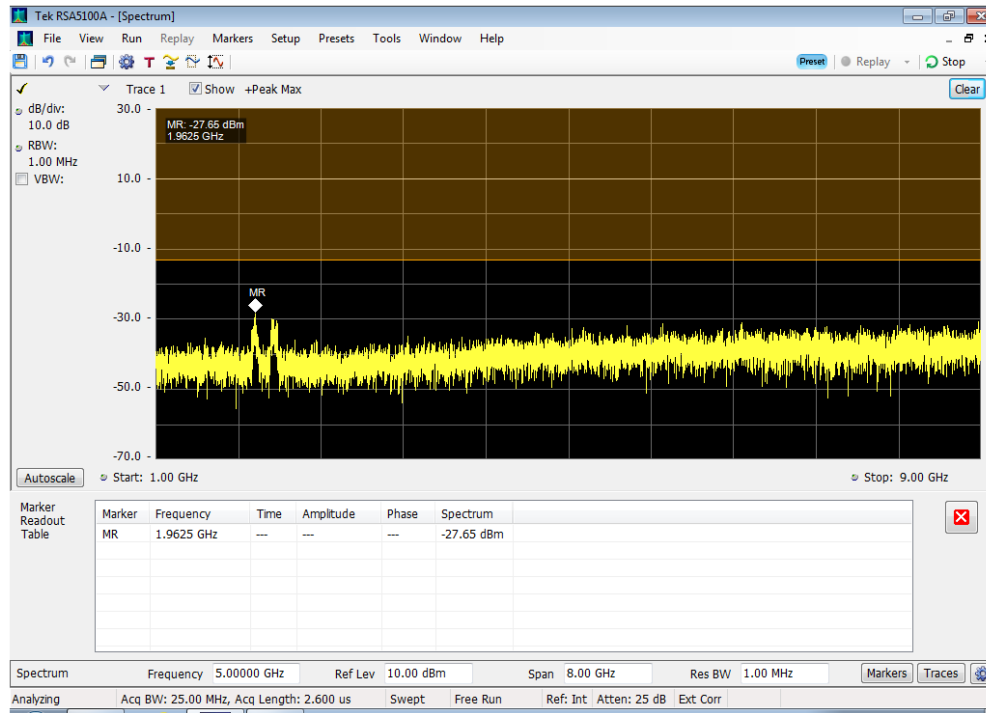 Tek RSA5100A - [Spectrum]
File View Run Replay Markers Setup Presets Tools Window Help
T Preset Replay Stop
Trace 1 Show +Peak Max Clear
dB/div:
10.0 dB
RBW:
1.00 MHz
VBW:
30.0
MR: -27.65 dBm
1.9625 GHz
10.0
-10.0
MR
-30.0
-50.0
-70.0
Autoscale Start: 1.00 GHz Stop: 9.00 GHz
Marker
Readout
Table
Marker Frequency Time Amplitude Phase Spectrum
MR 1.9625 GHz --- --- --- -27.65 dBm
Spectrum Frequency 5.00000 GHz Ref Lev 10.00 dBm Span 8.00 GHz Res BW 1.00 MHz Markers Traces
Analyzing Acq BW: 25.00 MHz, Acq Length: 2.600 us Swept Free Run Ref: Int Atten: 25 dB Ext Corr